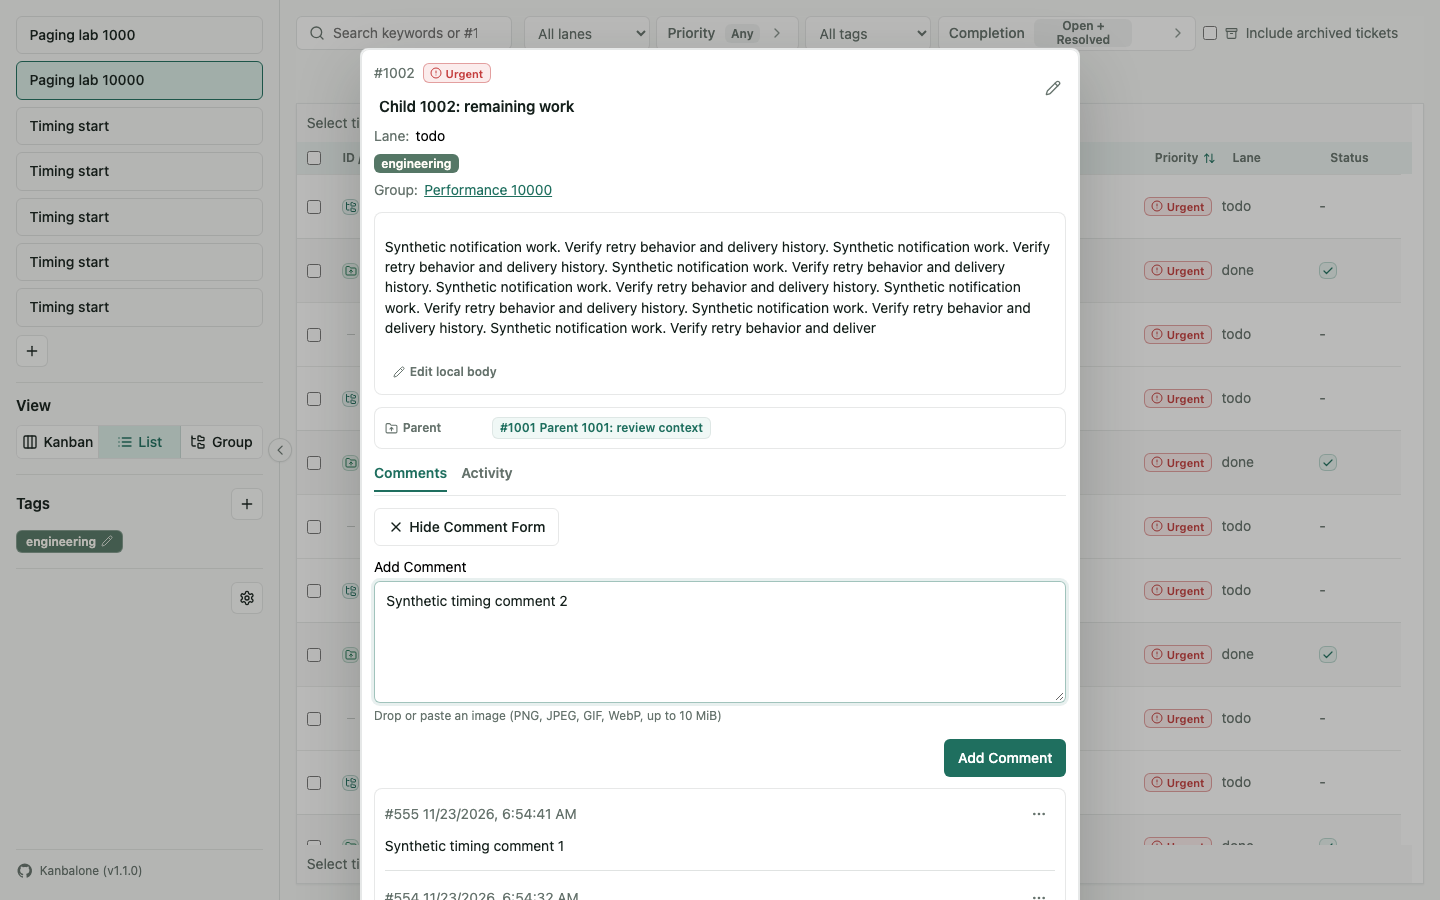 Paging lab 1000
Paging lab 10000
Timing start
Timing start
Timing start
Timing start
Timing start
View
Kanban
List
Group
Tags
engineering
Kanbalone (v1.1.0)
Search keywords or #1
All lanes
Priority
Any
All tags
Completion
Open +
Resolved
Include archived tickets
Select
ID
Priority
Lane
Status
Urgent todo -
Urgent done
Urgent todo -
Urgent todo -
Urgent done
Urgent todo -
Urgent todo -
Urgent done
Urgent todo -
Urgent todo -
Urgent done
Select
#1002
Urgent
Child 1002: remaining work
Lane: todo
engineering
Group: Performance 10000
Synthetic notification work. Verify retry behavior and delivery history. Synthetic notification work. Verify
retry behavior and delivery history. Synthetic notification work. Verify retry behavior and delivery
history. Synthetic notification work. Verify retry behavior and delivery history. Synthetic notification
work. Verify retry behavior and delivery history. Synthetic notification work. Verify retry behavior and
delivery history. Synthetic notification work. Verify retry behavior and deliver
Edit local body
Parent
#1001 Parent 1001: review context
Comments
Activity
Hide Comment Form
Add Comment
Synthetic timing comment 2
Drop or paste an image (PNG, JPEG, GIF, WebP, up to 10 MiB)
Add Comment
#555 11/23/2026, 6:54:41 AM
Synthetic timing comment 1
#554 11/23/2026, 6:54:32 AM